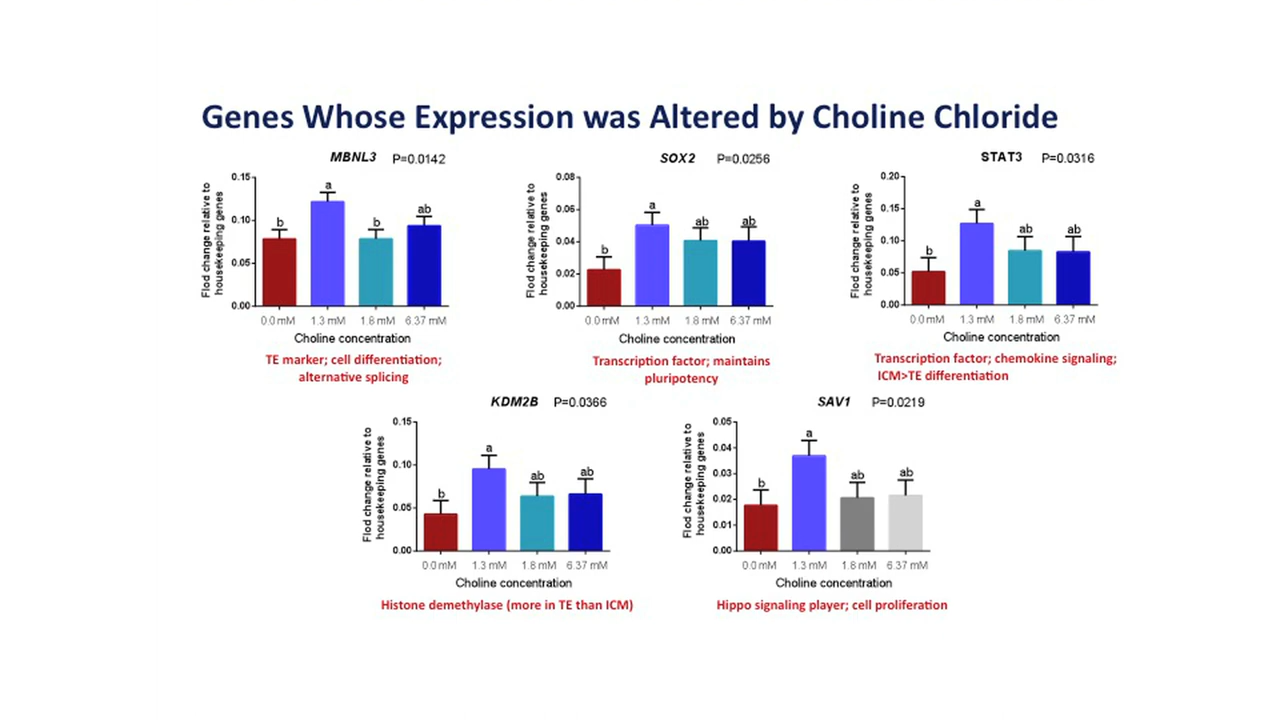 Genes Whose Expression was Altered by Choline Chloride
MBNL3 P=0.0142
Flod change relative to
housekeeping genes
0.15
0.10
0.05
0.00
b
a
b
ab
0.0 mM 1.3 mM 1.8 mM 6.37 mM
Choline concentration
TE marker; cell differentiation;
alternative splicing
SOX2 P=0.0256
Flod change relative to
housekeeping genes
0.08
0.06
0.04
0.02
0.00
b
a
ab
ab
0.0 mM 1.3 mM 1.8 mM 6.37 mM
Choline concentration
Transcription factor; maintains
pluripotency
STAT3 P=0.0316
Flod change relative to
housekeeping genes
0.20
0.15
0.10
0.05
0.00
b
a
ab
ab
0.0 mM 1.3 mM 1.8 mM 6.37 mM
Choline concentration
Transcription factor; chemokine signaling;
ICM>TE differentiation
KDM2B P=0.0366
Flod change relative to
housekeeping genes
0.15
0.10
0.05
0.00
b
a
ab
ab
0.0 mM 1.3 mM 1.8 mM 6.37 mM
Choline concentration
Histone demethylase (more in TE than ICM)
SAV1 P=0.0219
Flod change relative to
housekeeping genes
0.05
0.04
0.03
0.02
0.01
0.00
b
a
ab
ab
0.0 mM 1.3 mM 1.8 mM 6.37 mM
Choline concentration
Hippo signaling player; cell proliferation